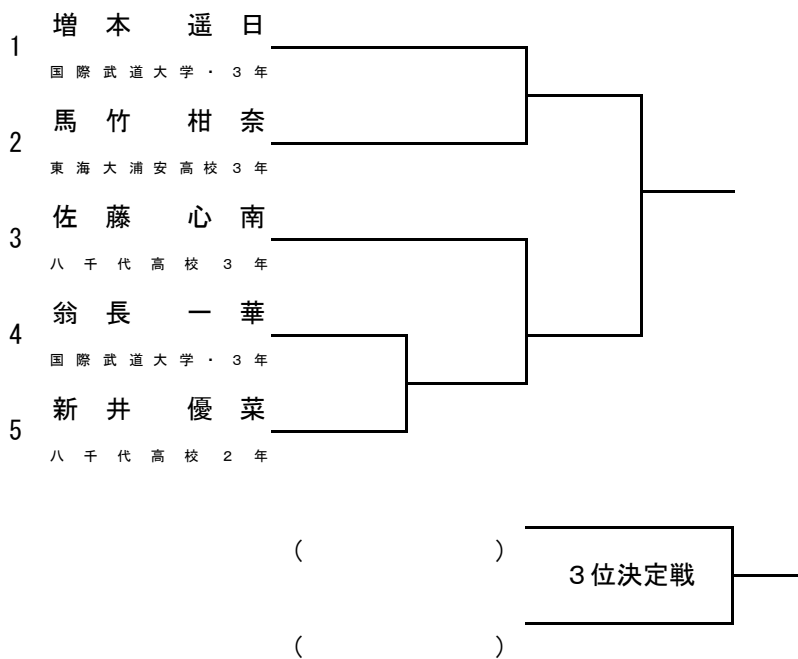 1 増本 遥日
国際武道大学・3年
2 馬竹 柑奈
東海大浦安高校3年
3 佐藤 心南
八千代高校3年
4 翁長 一華
国際武道大学・3年
5 新井 優菜
八千代高校2年
( )
3位決定戦
( )